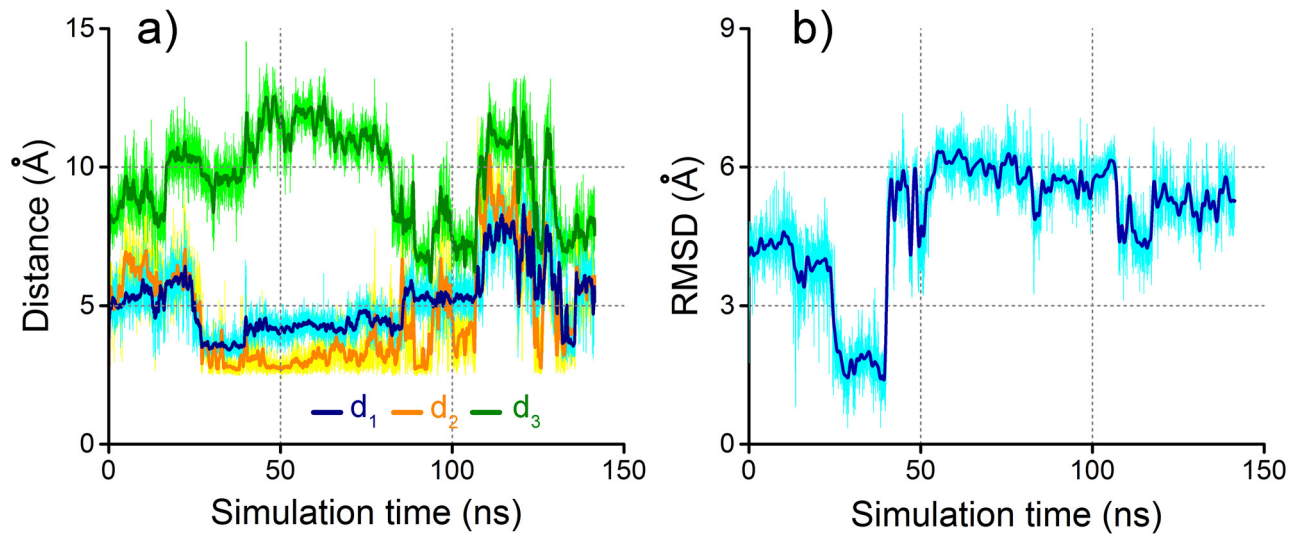 a)
15
10
5
0
Distance (Å)
d1 d2 d3
0 50 100 150
Simulation time (ns)
b)
9
6
3
0
RMSD (Å)
0 50 100 150
Simulation time (ns)